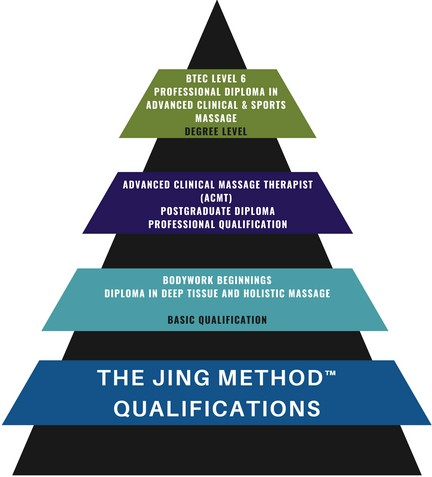 BTEC LEVEL 6
PROFESSIONAL DIPLOMA IN
ADVANCED CLINICAL & SPORTS
MASSAGE
DEGREE LEVEL
ADVANCED CLINICAL MASSAGE THERAPIST
(ACMT)
POSTGRADUATE DIPLOMA
PROFESSIONAL QUALIFICATION
BODYWORK BEGINNINGS
DIPLOMA IN DEEP TISSUE AND HOLISTIC MASSAGE
BASIC QUALIFICATION
THE JING METHOD™
QUALIFICATIONS